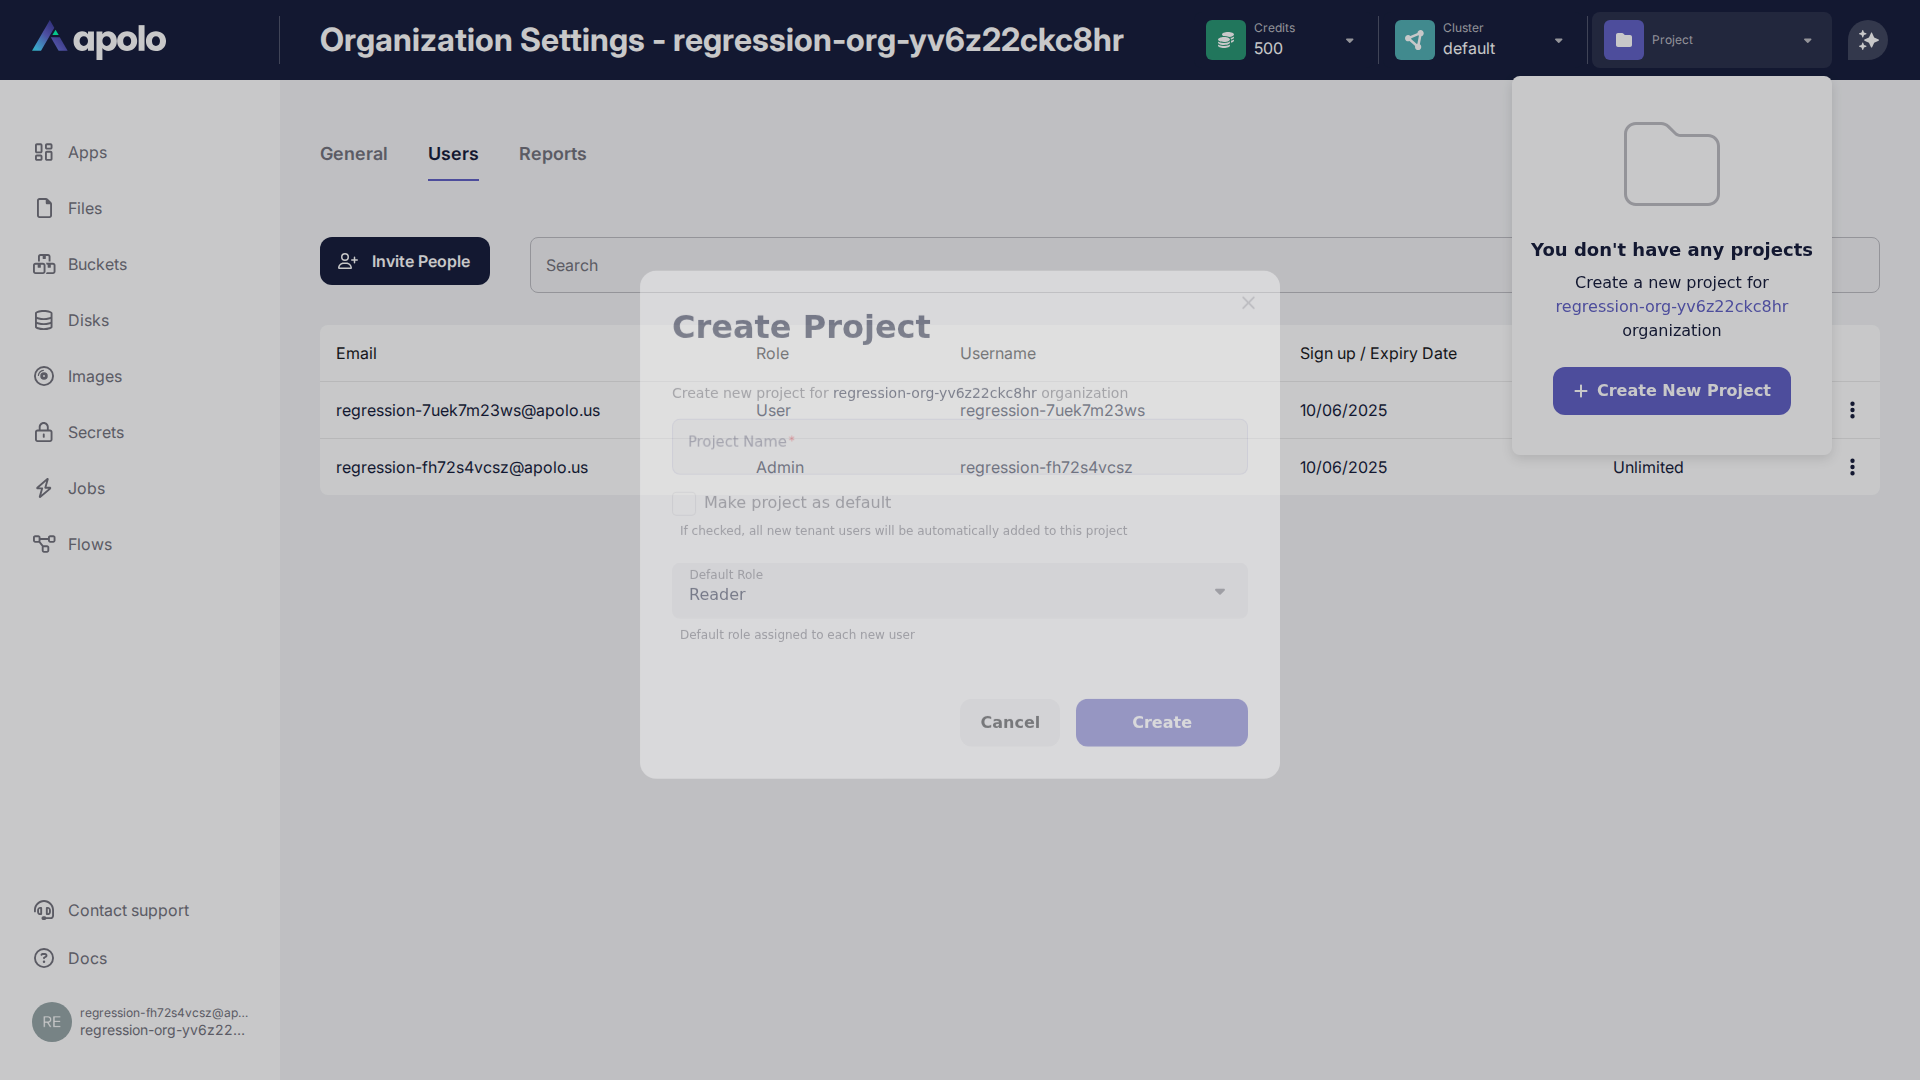 apolo
Organization Settings - regression-org-yv6z22ckc8hr
Credits
500
Cluster
default
Project
Apps
Files
Buckets
Disks
Images
Secrets
Jobs
Flows
Contact support
Docs
RE
regression-fh72s4vcsz@ap...
regression-org-yv6z22...
General
Users
Reports
Invite People
Search
Email
Role
Username
Sign up / Expiry Date
regression-7uek7m23ws@apolo.us
User
regression-7uek7m23ws
10/06/2025
regression-fh72s4vcsz@apolo.us
Admin
regression-fh72s4vcsz
10/06/2025
Unlimited
You don't have any projects
Create a new project for
regression-org-yv6z22ckc8hr
organization
Create New Project
Create Project
Create new project for regression-org-yv6z22ckc8hr organization
Project Name*
Make project as default
If checked, all new tenant users will be automatically added to this project
Default Role
Reader
Default role assigned to each new user
Cancel
Create